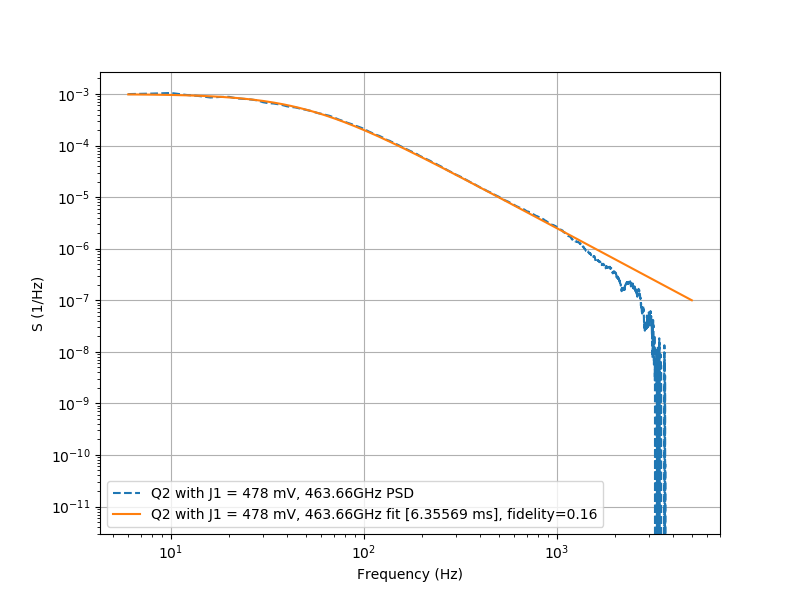 10⁻³
10⁻⁴
10⁻⁵
10⁻⁶
10⁻⁷
10⁻⁸
10⁻⁹
10⁻¹⁰
10⁻¹¹
S (1/Hz)
Q2 with J1 = 478 mV, 463.66GHz PSD
Q2 with J1 = 478 mV, 463.66GHz fit [6.35569 ms], fidelity=0.16
10¹ 10² 10³
Frequency (Hz)